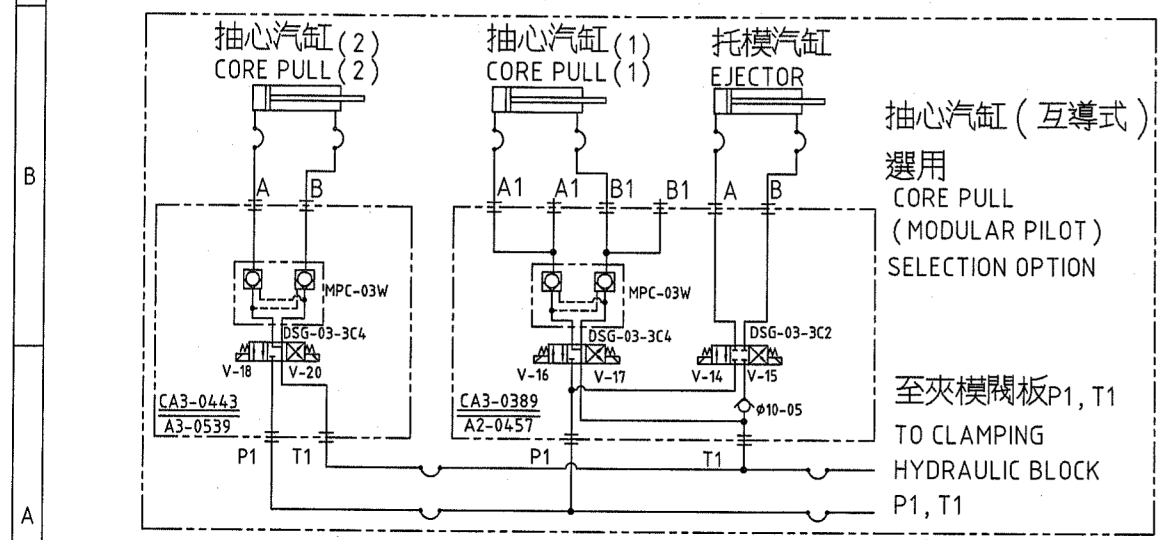 抽心汽缸(2)
CORE PULL(2)
抽心汽缸(1)
CORE PULL(1)
托模汽缸
EJECTOR
抽心汽缸(互導式)
選用
CORE PULL
(MODULAR PILOT)
SELECTION OPTION
B
A B
A1 A1 B1 B1
A B
MPC-03W
MPC-03W
DSG-03-3C4
DSG-03-3C4
DSG-03-3C2
V-18 V-20
V-16 V-17
V-14 V-15
CA3-0443
A3-0539
CA3-0389
A2-0457
ø10-05
至夾模閥板P1,T1
TO CLAMPING
HYDRAULIC BLOCK
P1,T1
P1 T1
P1 T1
A